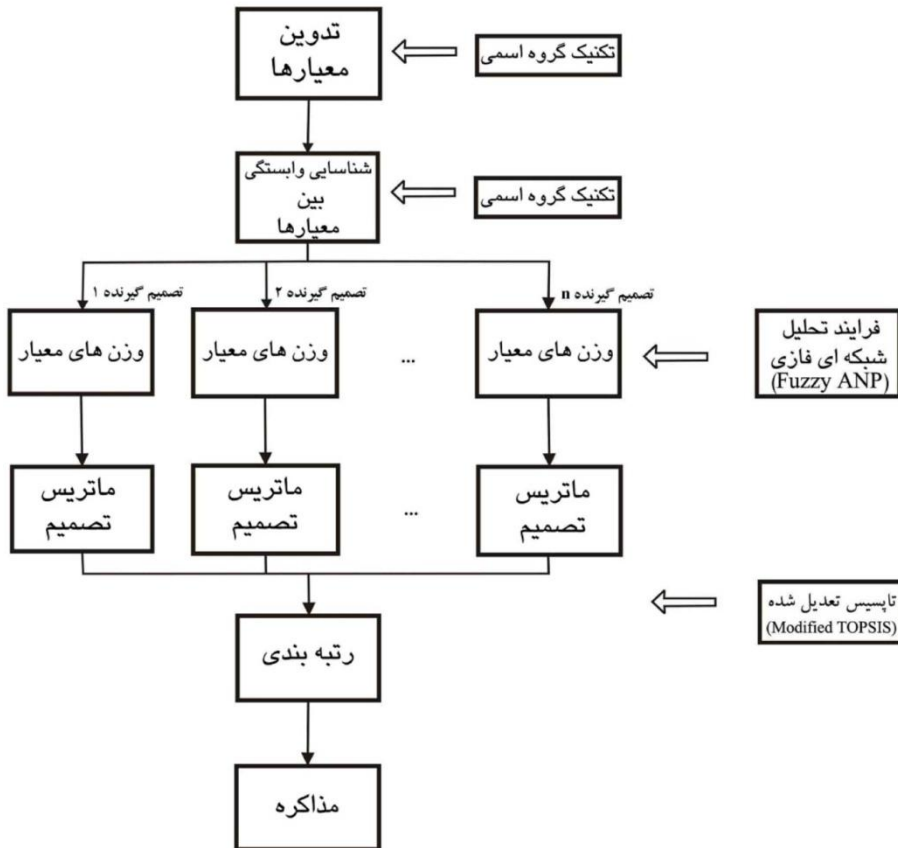 تدوین
معیارها
تکنیک گروه اسمی
شناسایی وابستگی
بین
معیارها
تکنیک گروه اسمی
تصمیم گیرنده ۱
تصمیم گیرنده ۲
تصمیم گیرنده n
وزن های معیار
وزن های معیار
...
وزن های معیار
فرایند تحلیل
شبکه ای فازی
(Fuzzy ANP)
ماتریس
تصمیم
ماتریس
تصمیم
...
ماتریس
تصمیم
تاپسیس تعدیل شده
(Modified TOPSIS)
رتبه بندی
مذاکره